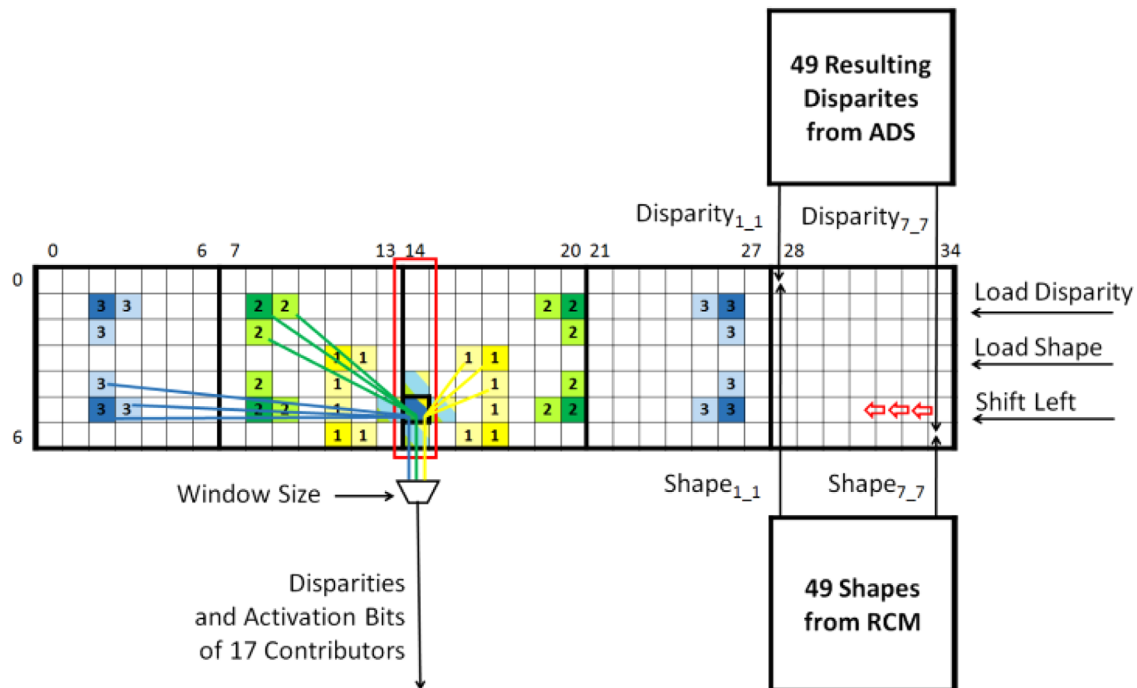 49 Resulting
Disparites
from ADS
Disparity1_1 Disparity7_7
0 6 7 13 14 20 21 27 28 34
0
3 3 2 2 2 2 3 3
Load Disparity
3 2 2 3
1 1 1 1
Load Shape
3 2 1 1 2 3
3 3 2 2 1 1 2 2 3 3
Shift Left
6 1 1 1 1
Window Size
Shape1_1 Shape7_7
Disparities
and Activation Bits
of 17 Contributors
49 Shapes
from RCM